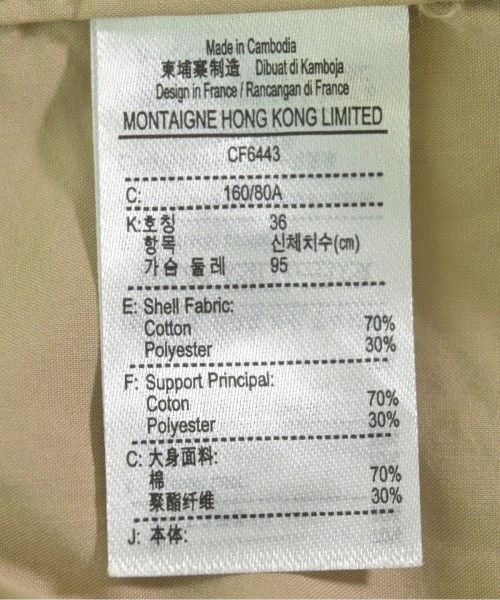 Made in Cambodia
柬埔寨制造 Dibuat di Kamboja
Design in France / Rancangan di France
MONTAIGNE HONG KONG LIMITED
CF6443
C: 160/80A
K:호칭 36
항목 신체치수(cm)
가슴 둘레 95
E: Shell Fabric:
Cotton 70%
Polyester 30%
F: Support Principal:
Coton 70%
Polyester 30%
C: 大身面料:
棉 70%
聚酯纤维 30%
J: 本体: